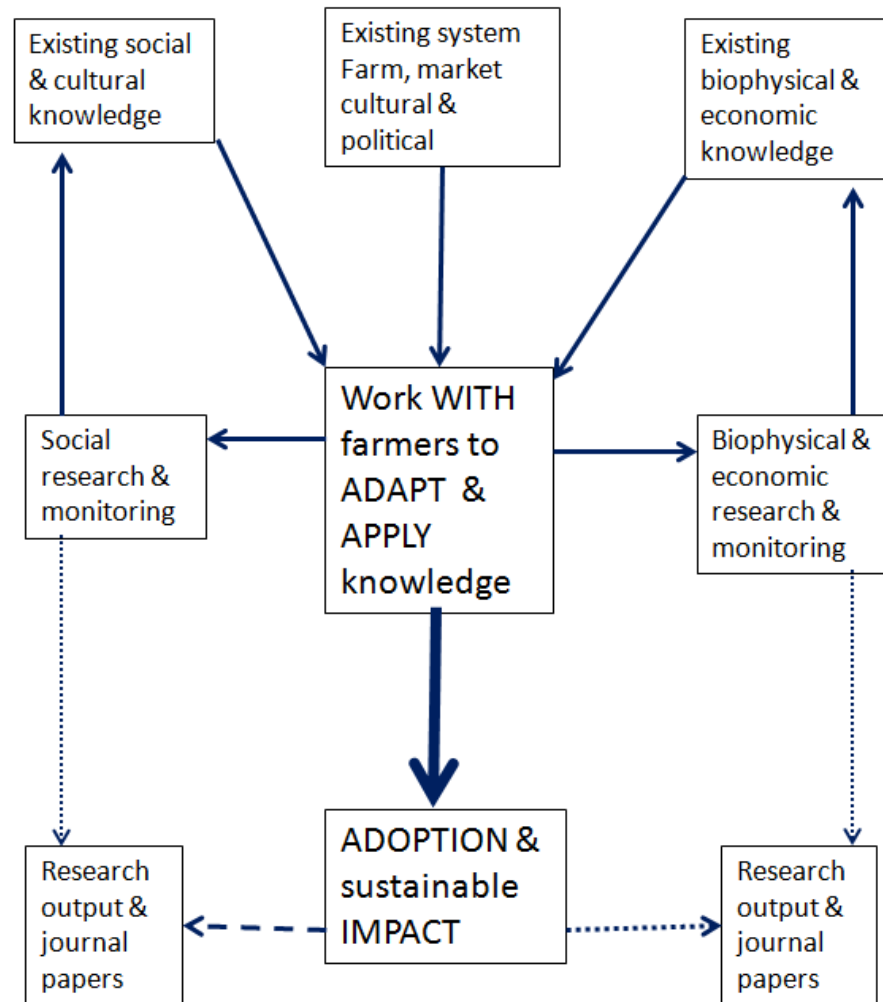 Existing social
& cultural
knowledge
Existing system
Farm, market
cultural &
political
Existing
biophysical &
economic
knowledge
Work WITH
farmers to
ADAPT &
APPLY
knowledge
Social
research &
monitoring
Biophysical &
economic
research &
monitoring
ADOPTION &
sustainable
IMPACT
Research
output &
journal
papers
Research
output &
journal
papers